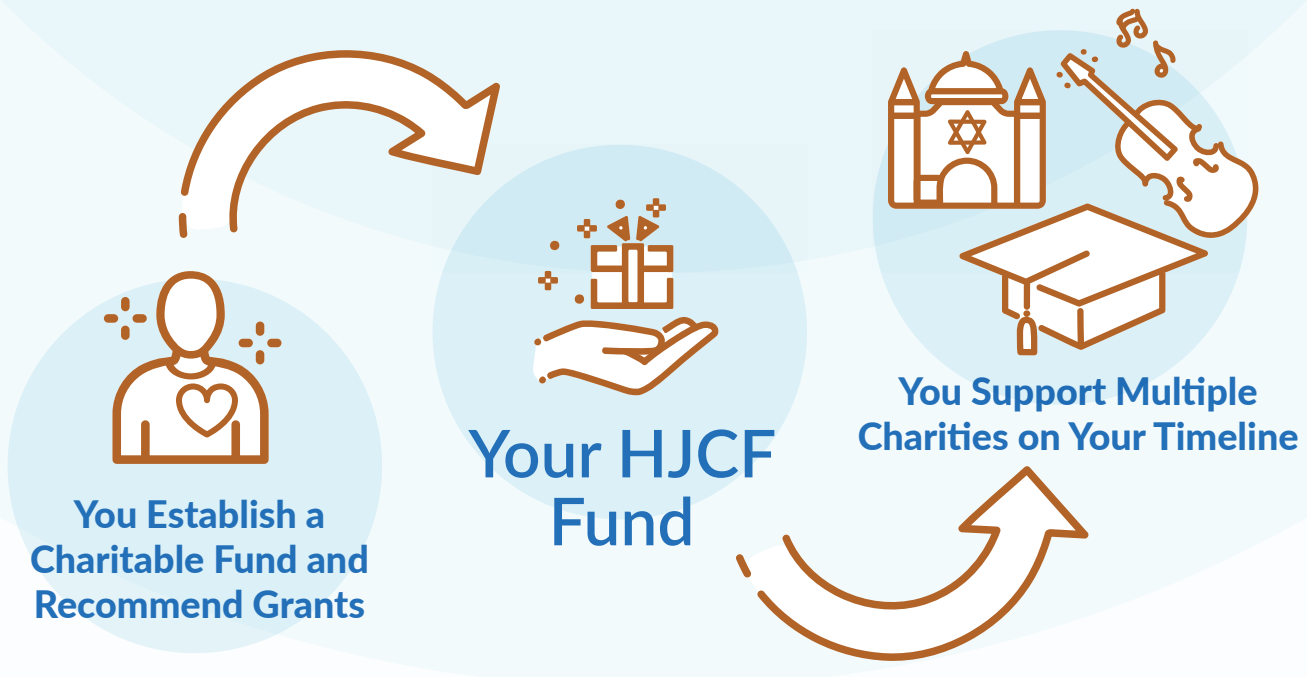 You Establish a
Charitable Fund and
Recommend Grants
Your HJCF
Fund
You Support Multiple
Charities on Your Timeline